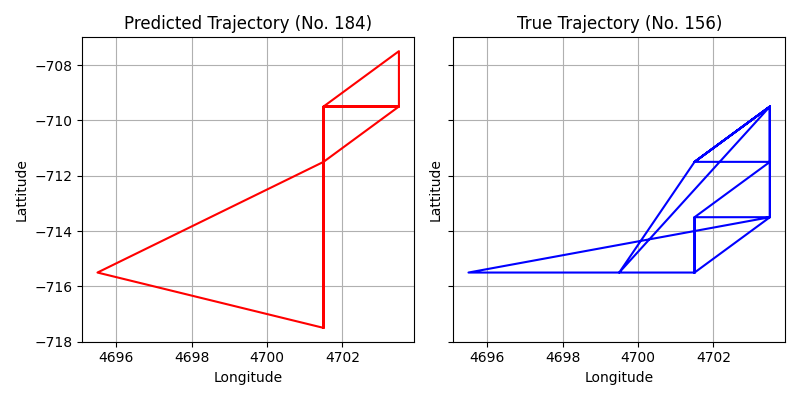 Predicted Trajectory (No. 184)
True Trajectory (No. 156)
−708
−710
−712
−714
−716
−718
Lattitude
Lattitude
4696 4698 4700 4702
4696 4698 4700 4702
Longitude
Longitude